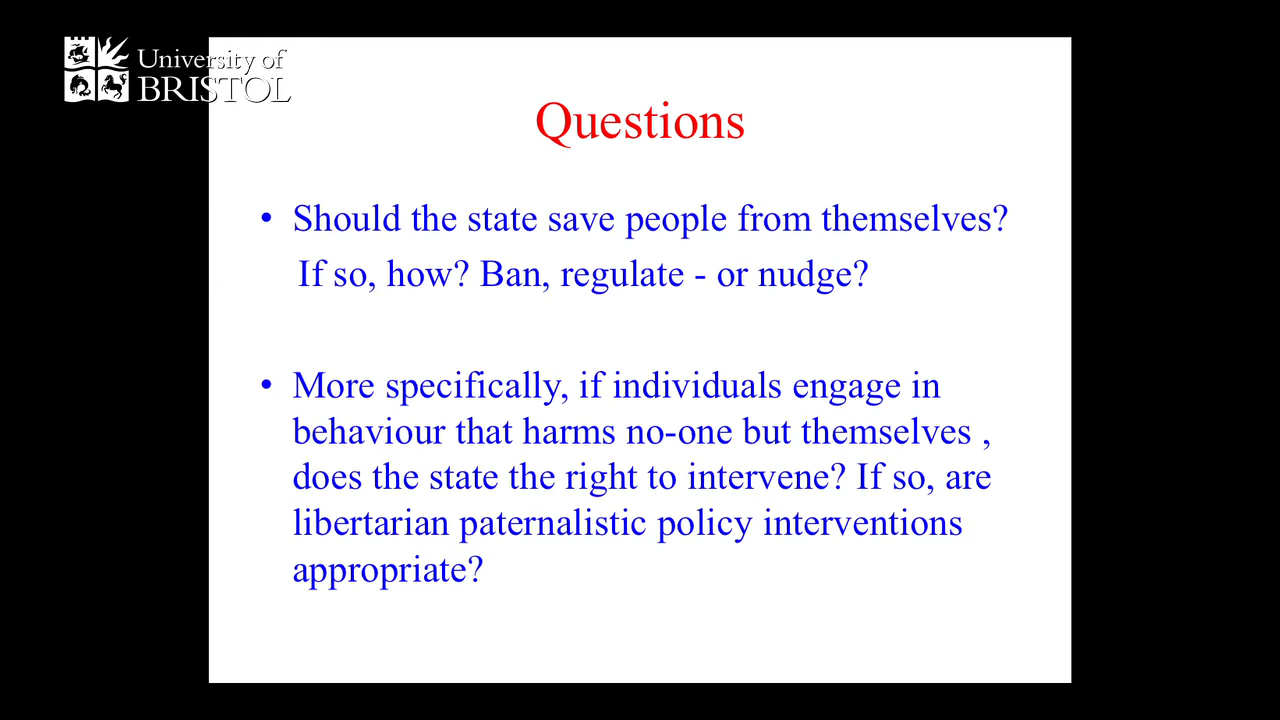 University of
BRISTOL
Questions
• Should the state save people from themselves?
If so, how? Ban, regulate - or nudge?
• More specifically, if individuals engage in
behaviour that harms no-one but themselves ,
does the state the right to intervene? If so, are
libertarian paternalistic policy interventions
appropriate?